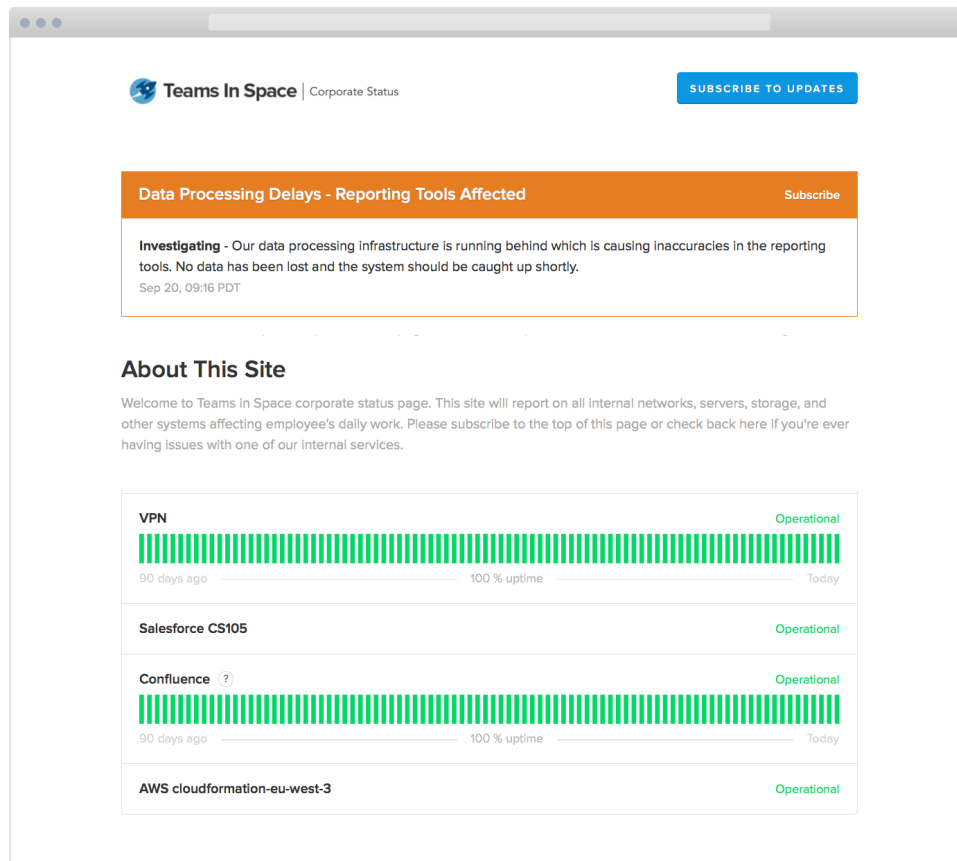 Teams In Space | Corporate Status
SUBSCRIBE TO UPDATES
Data Processing Delays - Reporting Tools Affected
Subscribe
Investigating - Our data processing infrastructure is running behind which is causing inaccuracies in the reporting
tools. No data has been lost and the system should be caught up shortly.
Sep 20, 09:16 PDT
About This Site
Welcome to Teams in Space corporate status page. This site will report on all internal networks, servers, storage, and
other systems affecting employee's daily work. Please subscribe to the top of this page or check back here if you're ever
having issues with one of our internal services.
VPN
Operational
90 days ago
100 % uptime
Today
Salesforce CS105
Operational
Confluence ?
Operational
90 days ago
100 % uptime
Today
AWS cloudformation-eu-west-3
Operational